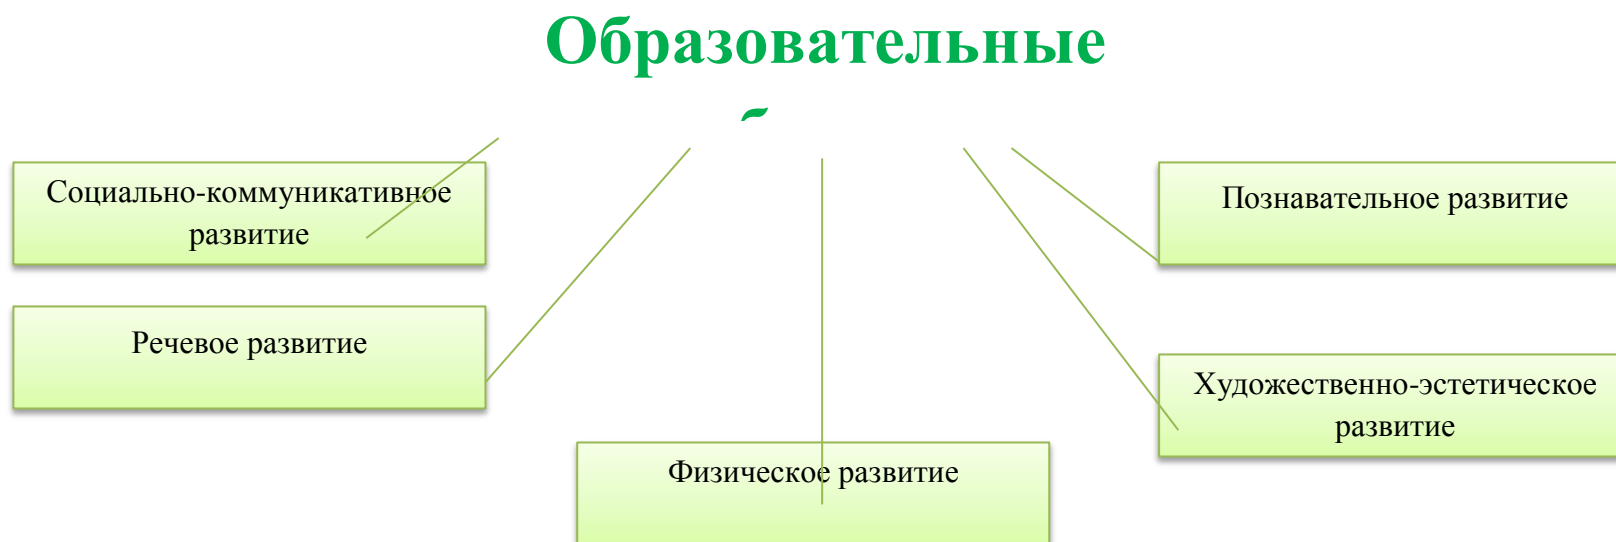 Образовательные
Социально-коммуникативное
развитие
Познавательное развитие
Речевое развитие
Художественно-эстетическое
развитие
Физическое развитие